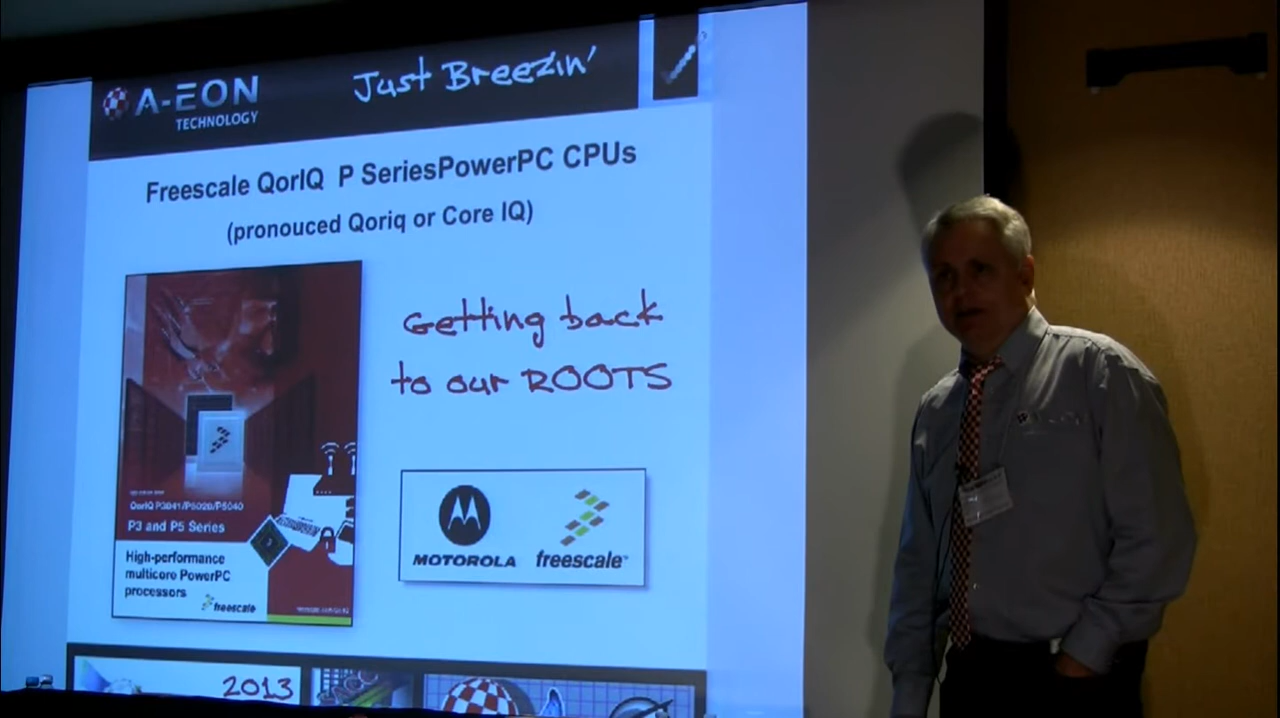 A-EON
TECHNOLOGY
Just Breezin'
Freescale QorIQ P SeriesPowerPC CPUs
(pronouced Qoriq or Core IQ)
Getting back
to our ROOTS
QorIQ P3041/P5020/P5040
P3 and P5 Series
High-performance
multicore PowerPC
processors
freescale
MOTOROLA freescale
2013
A-EON